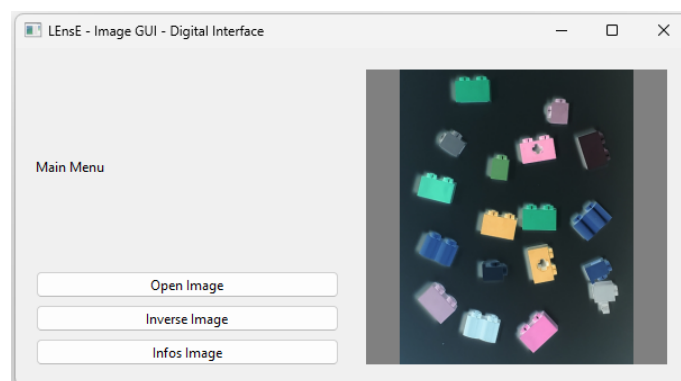 LEnsE - Image GUI - Digital Interface
Main Menu
Open Image
Inverse Image
Infos Image